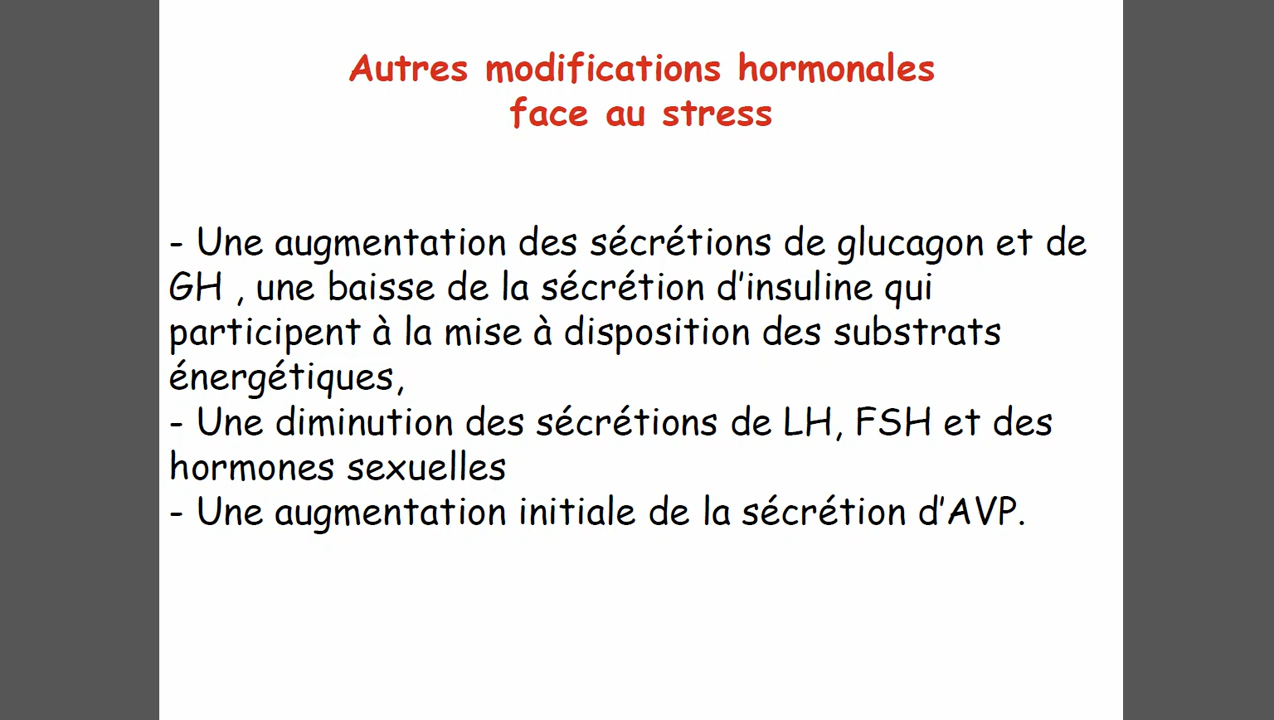 Autres modifications hormonales
face au stress
- Une augmentation des sécrétions de glucagon et de
GH , une baisse de la sécrétion d'insuline qui
participent à la mise à disposition des substrats
énergétiques,
- Une diminution des sécrétions de LH, FSH et des
hormones sexuelles
- Une augmentation initiale de la sécrétion d'AVP.